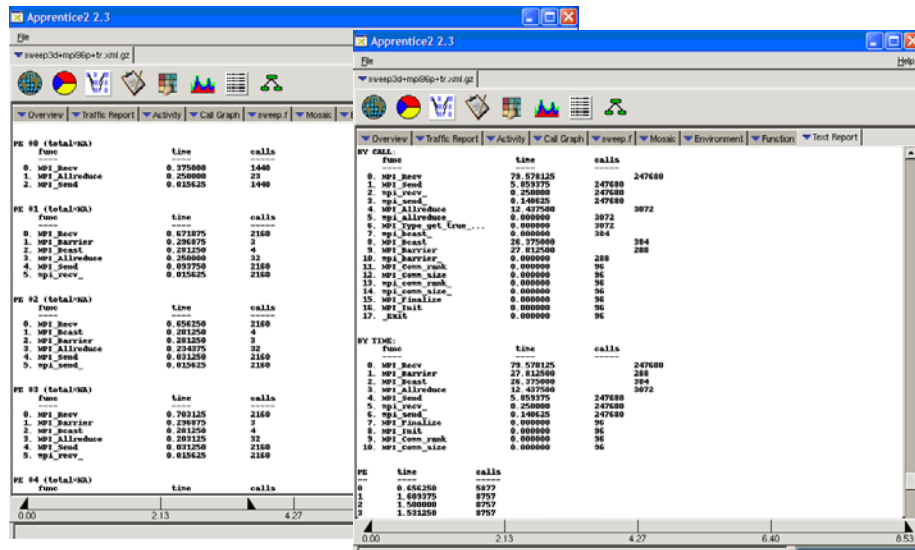 Apprentice2 2.3
File
sweep3d+mpi96p+tr.xml.gz
Overview Traffic Report Activity Call Graph sweep.f Mosaic
PE #0 (total=NA)
func time calls
---- ---- -----
0. MPI_Recv 0.375000 1440
1. MPI_Allreduce 0.250000 23
2. MPI_Send 0.015625 1440
PE #1 (total=NA)
func time calls
---- ---- -----
0. MPI_Recv 0.671875 2160
1. MPI_Barrier 0.296875 3
2. MPI_Bcast 0.281250 4
3. MPI_Allreduce 0.250000 32
4. MPI_Send 0.093750 2160
5. mpi_recv_ 0.015625 2160
PE #2 (total=NA)
func time calls
---- ---- -----
0. MPI_Recv 0.656250 2160
1. MPI_Bcast 0.281250 4
2. MPI_Barrier 0.281250 3
3. MPI_Allreduce 0.234375 32
4. MPI_Send 0.031250 2160
5. mpi_send_ 0.015625 2160
PE #3 (total=NA)
func time calls
---- ---- -----
0. MPI_Recv 0.703125 2160
1. MPI_Barrier 0.296875 3
2. MPI_Bcast 0.281250 4
3. MPI_Allreduce 0.203125 32
4. MPI_Send 0.031250 2160
5. mpi_recv_ 0.015625 2160
PE #4 (total=NA)
func time calls
0.00 2.13 4.27
Apprentice2 2.3
File Help
sweep3d+mpi96p+tr.xml.gz
Overview Traffic Report Activity Call Graph sweep.f Mosaic Environment Function Text Report
BY CALL:
func time calls
---- ---- -----
0. MPI_Recv 79.578125 247680
1. MPI_Send 5.859375 247680
2. mpi_recv_ 0.250000 247680
3. mpi_send_ 0.140625 247680
4. MPI_Allreduce 12.437500 3072
5. mpi_allreduce_ 0.000000 3072
6. MPI_Type_get_true_... 0.000000 3072
7. mpi_bcast_ 0.000000 384
8. MPI_Bcast 26.375000 384
9. MPI_Barrier 27.812500 288
10. mpi_barrier_ 0.000000 288
11. MPI_Comm_rank 0.000000 96
12. MPI_Comm_size 0.000000 96
13. mpi_comm_rank_ 0.000000 96
14. mpi_comm_size_ 0.000000 96
15. MPI_Finalize 0.000000 96
16. MPI_Init 0.000000 96
17. _Exit 0.000000 96
BY TIME:
func time calls
---- ---- -----
0. MPI_Recv 79.578125 247680
1. MPI_Barrier 27.812500 288
2. MPI_Bcast 26.375000 384
3. MPI_Allreduce 12.437500 3072
4. MPI_Send 5.859375 247680
5. mpi_recv_ 0.250000 247680
6. mpi_send_ 0.140625 247680
7. MPI_Finalize 0.000000 96
8. MPI_Init 0.000000 96
9. MPI_Comm_rank 0.000000 96
10. MPI_Comm_size 0.000000 96
PE time calls
-- ---- -----
0 0.656250 5877
1 1.609375 8757
2 1.500000 8757
3 1.531250 8757
0.00 2.13 4.27 6.40 8.53